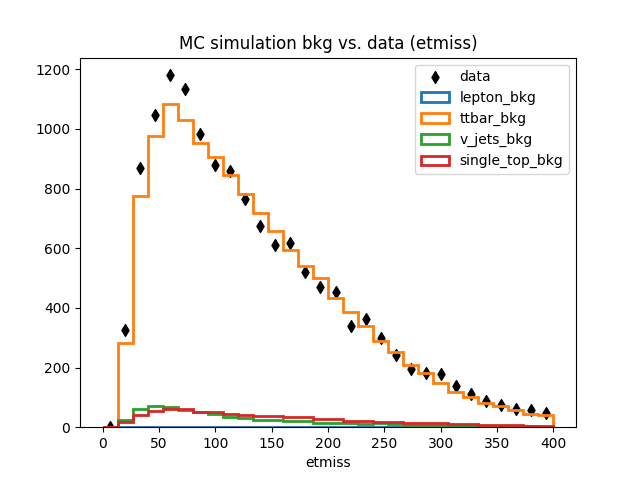 MC simulation bkg vs. data (etmiss)
data
lepton_bkg
ttbar_bkg
v_jets_bkg
single_top_bkg
1200
1000
800
600
400
200
0
0 50 100 150 200 250 300 350 400
etmiss